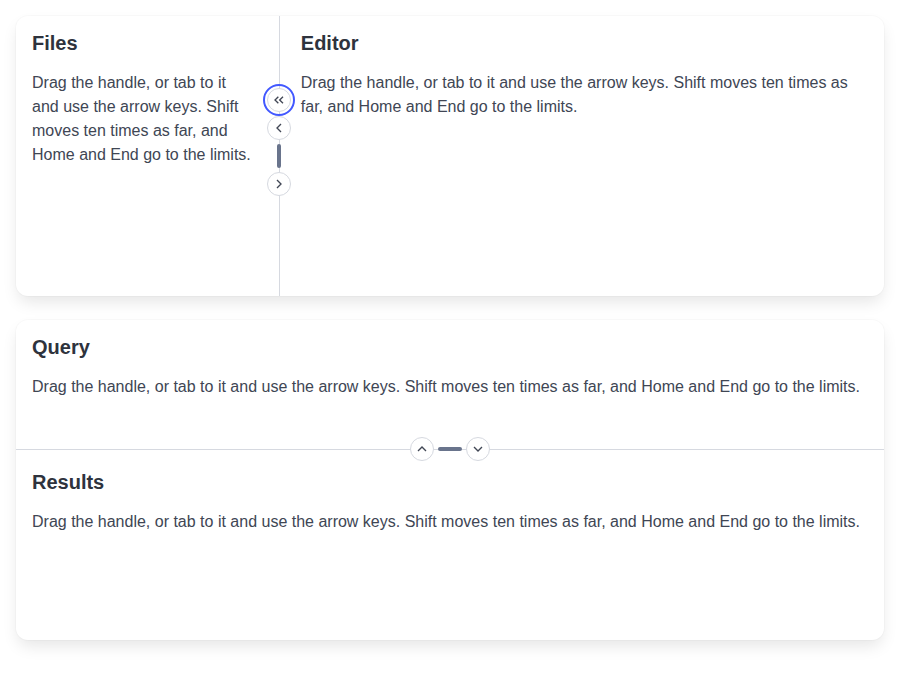 Files
Drag the handle, or tab to it
and use the arrow keys. Shift
moves ten times as far, and
Home and End go to the limits.
Editor
Drag the handle, or tab to it and use the arrow keys. Shift moves ten times as
far, and Home and End go to the limits.
Query
Drag the handle, or tab to it and use the arrow keys. Shift moves ten times as far, and Home and End go to the limits.
Results
Drag the handle, or tab to it and use the arrow keys. Shift moves ten times as far, and Home and End go to the limits.